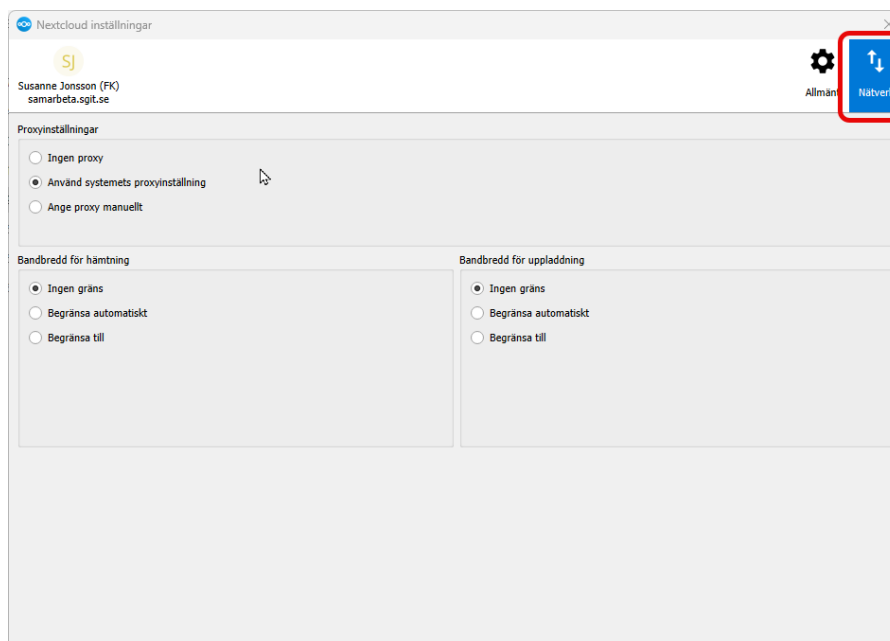 Nextcloud inställningar
SJ
Susanne Jonsson (FK)
samarbeta.sgit.se
Allmänt
Nätverk
Proxyinställningar
Ingen proxy
Använd systemets proxyinställning
Ange proxy manuellt
Bandbredd för hämtning
Ingen gräns
Begränsa automatiskt
Begränsa till
Bandbredd för uppladdning
Ingen gräns
Begränsa automatiskt
Begränsa till